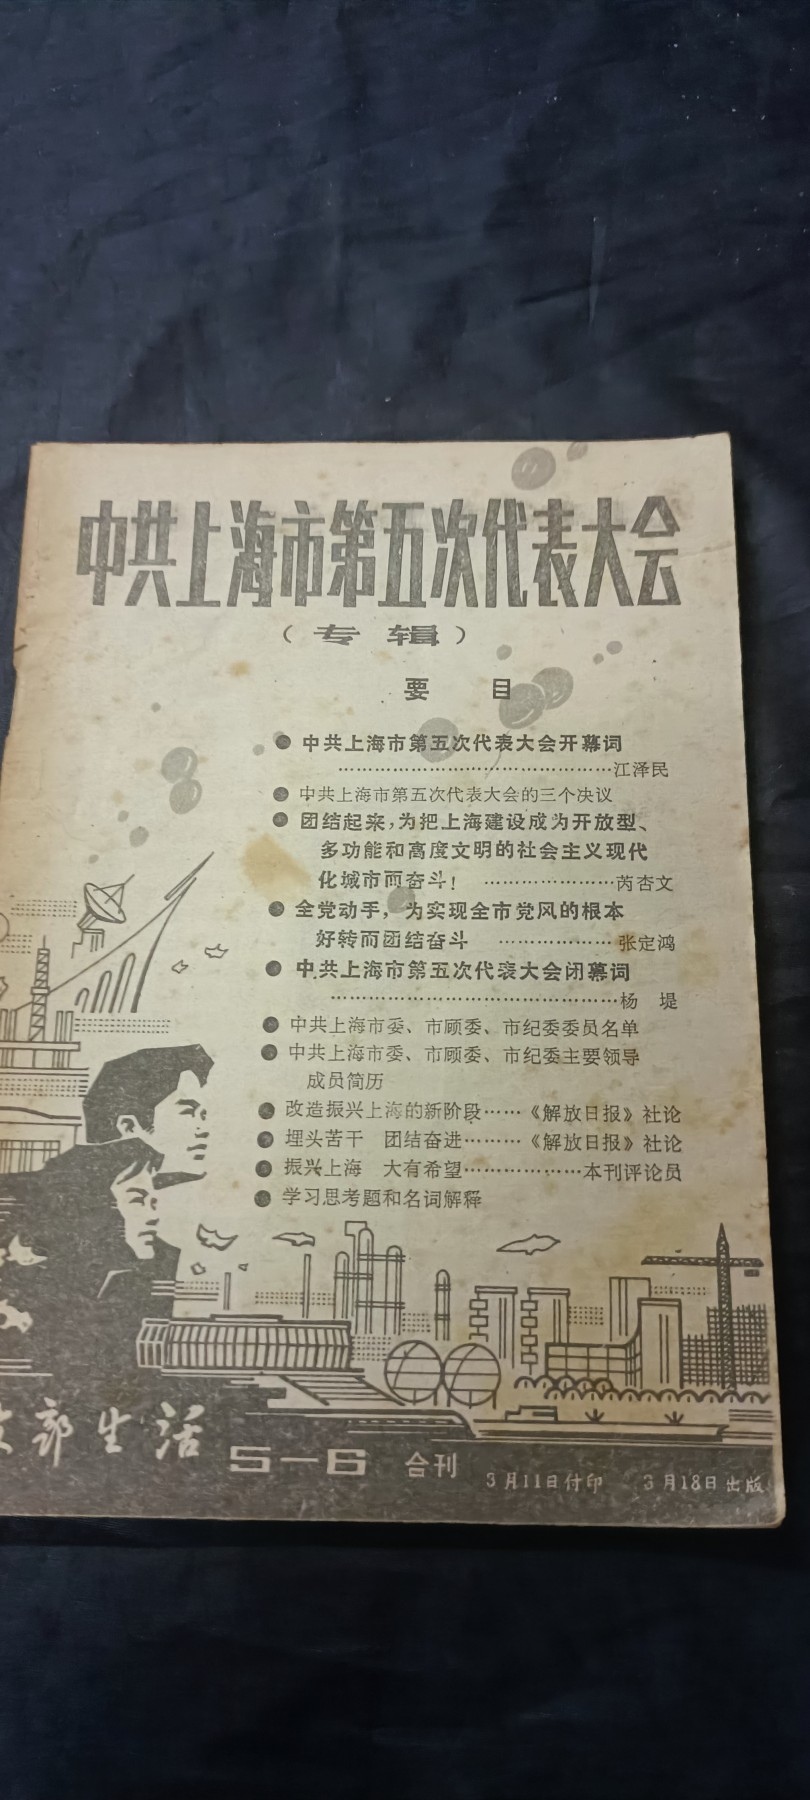 中共上海市第五次代表大会
（专辑）
要 目
● 中共上海市第五次代表大会开幕词
……………………………………江泽民
● 中共上海市第五次代表大会的三个决议
● 团结起来，为把上海建设成为开放型、
多功能和高度文明的社会主义现代
化城市而奋斗！ …………………芮杏文
● 全党动手，为实现全市党风的根本
好转而团结奋斗 ………………张定鸿
● 中共上海市第五次代表大会闭幕词
……………………………………杨 堤
● 中共上海市委、市顾委、市纪委委员名单
● 中共上海市委、市顾委、市纪委主要领导
成员简历
● 改造振兴上海的新阶段……《解放日报》社论
● 埋头苦干 团结奋进………《解放日报》社论
● 振兴上海 大有希望………………本刊评论员
● 学习思考题和名词解释
支部生活 5—6 合刊 3月11日付印 3月18日出版